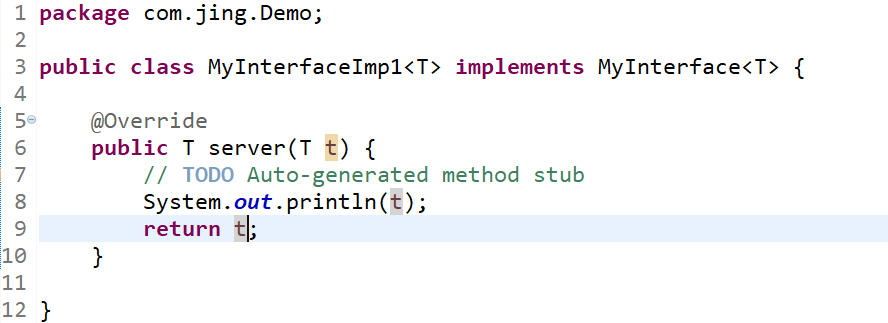 1 package com.jing.Demo;
2
3 public class MyInterfaceImp1<T> implements MyInterface<T> {
4
5 @Override
6 public T server(T t) {
7 // TODO Auto-generated method stub
8 System.out.println(t);
9 return t;
10 }
11
12 }